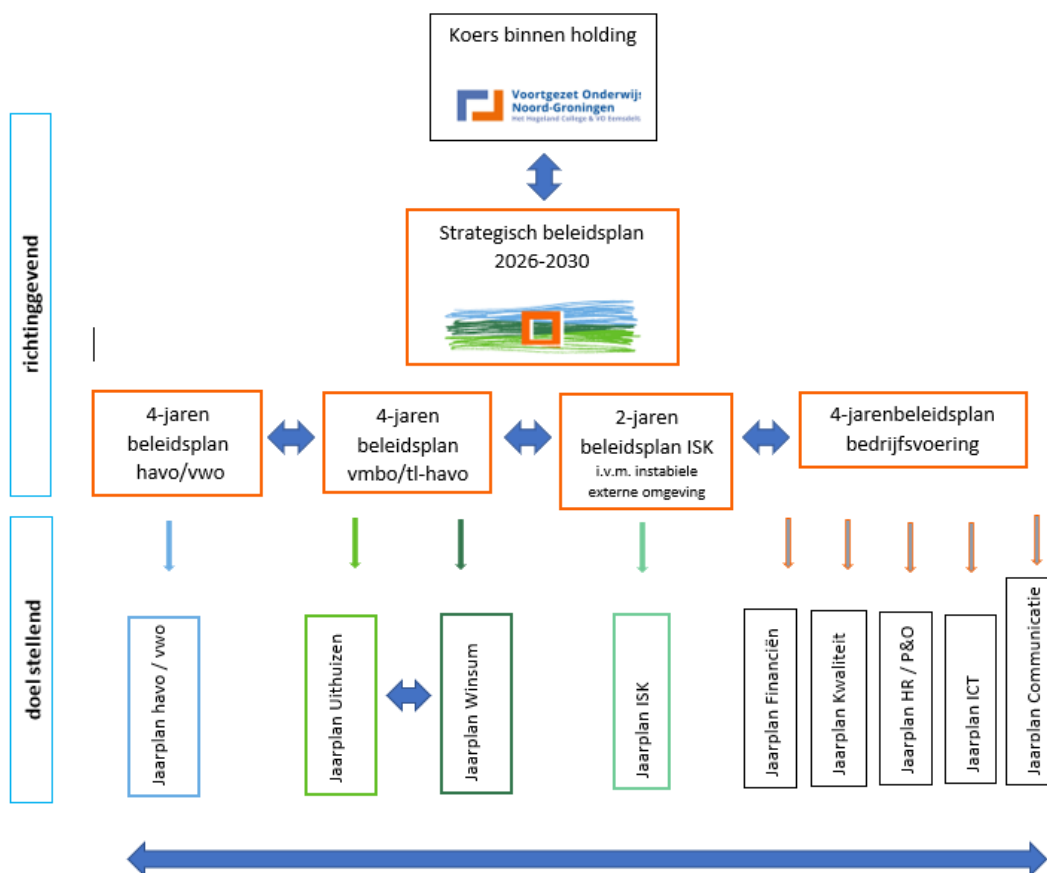 Koers binnen holding
Voortgezet Onderwijs
Noord-Groningen
Het Hogeland College & VO Eemsdelta
richtinggevend
Strategisch beleidsplan
2026-2030
4-jaren
beleidsplan
havo/vwo
4-jaren
beleidsplan
vmbo/tl-havo
2-jaren
beleidsplan ISK
i.v.m. instabiele
externe omgeving
4-jarenbeleidsplan
bedrijfsvoering
doel stellend
Jaarplan havo / vwo
Jaarplan Uithuizen
Jaarplan Winsum
Jaarplan ISK
Jaarplan Financiën
Jaarplan Kwaliteit
Jaarplan HR / P&O
Jaarplan ICT
Jaarplan Communicatie